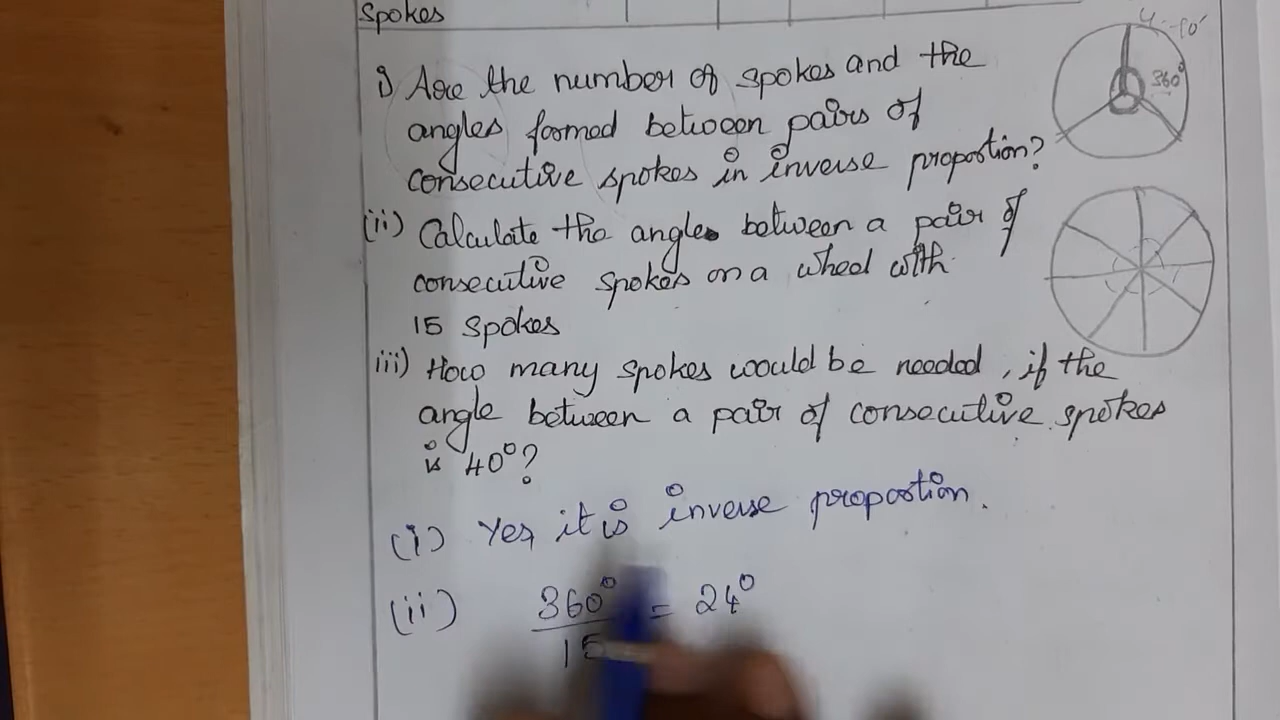 Spokes
4 - 90°
360°
i) Are the number of spokes and the
angles formed between pairs of
consecutive spokes in inverse proportion?
(ii) Calculate the angle between a pair of
consecutive spokes on a wheel with
15 spokes
iii) How many spokes would be needed, if the
angle between a pair of consecutive spokes
is 40°?
(i) Yes, it is inverse proportion.
(ii) 360° = 24°
15